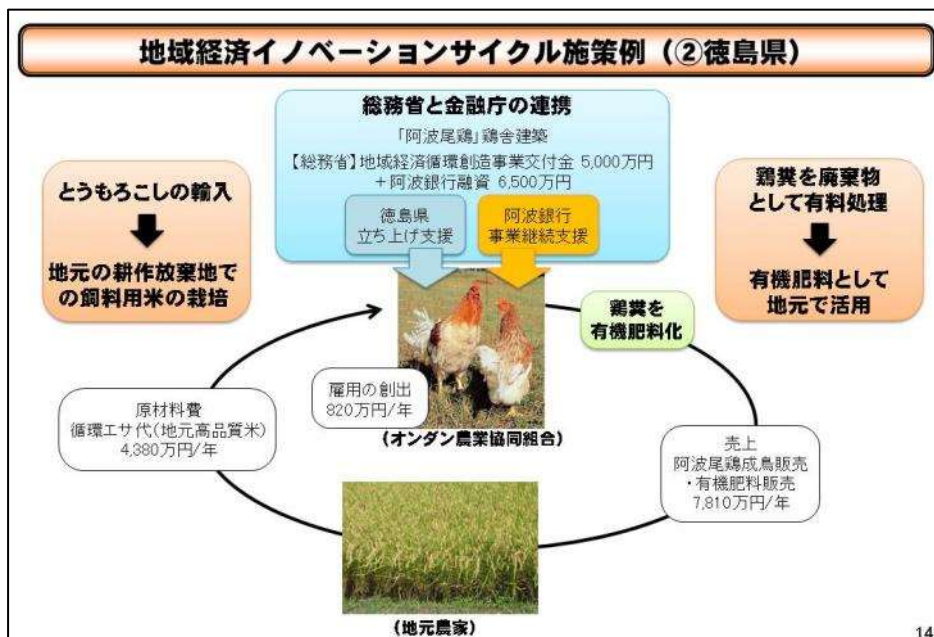 地域経済イノベーションサイクル施策例（②徳島県）
総務省と金融庁の連携
「阿波尾鶏」鶏舎建築
【総務省】地域経済循環創造事業交付金 5,000万円
＋阿波銀行融資 6,500万円
徳島県
立ち上げ支援
阿波銀行
事業継続支援
とうもろこしの輸入
地元の耕作放棄地で
の飼料用米の栽培
鶏糞を廃棄物
として有料処理
有機肥料として
地元で活用
鶏糞を
有機肥料化
雇用の創出
820万円/年
(オンダン農業協同組合)
原材料費
循環エサ代(地元高品質米)
4,380万円/年
売上
阿波尾鶏成鳥販売
・有機肥料販売
7,810万円/年
(地元農家)
14